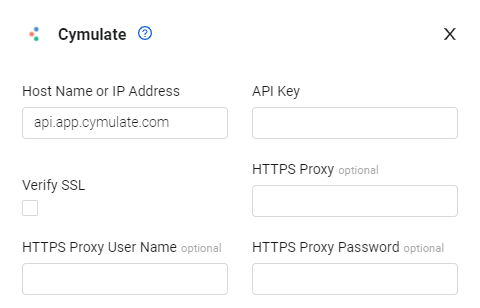 Cymulate ? X
Host Name or IP Address
api.app.cymulate.com
API Key
Verify SSL
HTTPS Proxy optional
HTTPS Proxy User Name optional
HTTPS Proxy Password optional